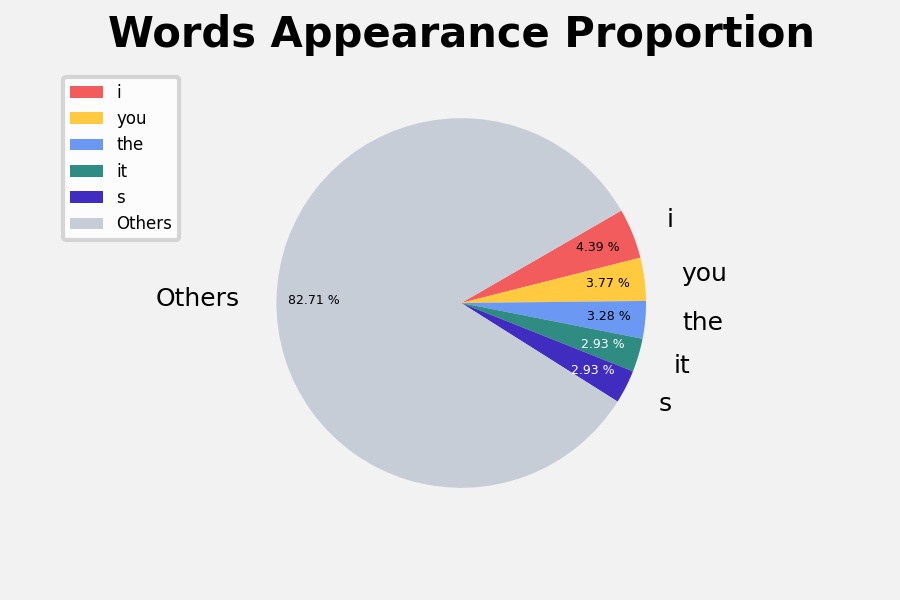 Words Appearance Proportion
i
you
the
it
s
Others
i
4.39 %
you
3.77 %
the
3.28 %
it
2.93 %
s
2.93 %
Others
82.71 %